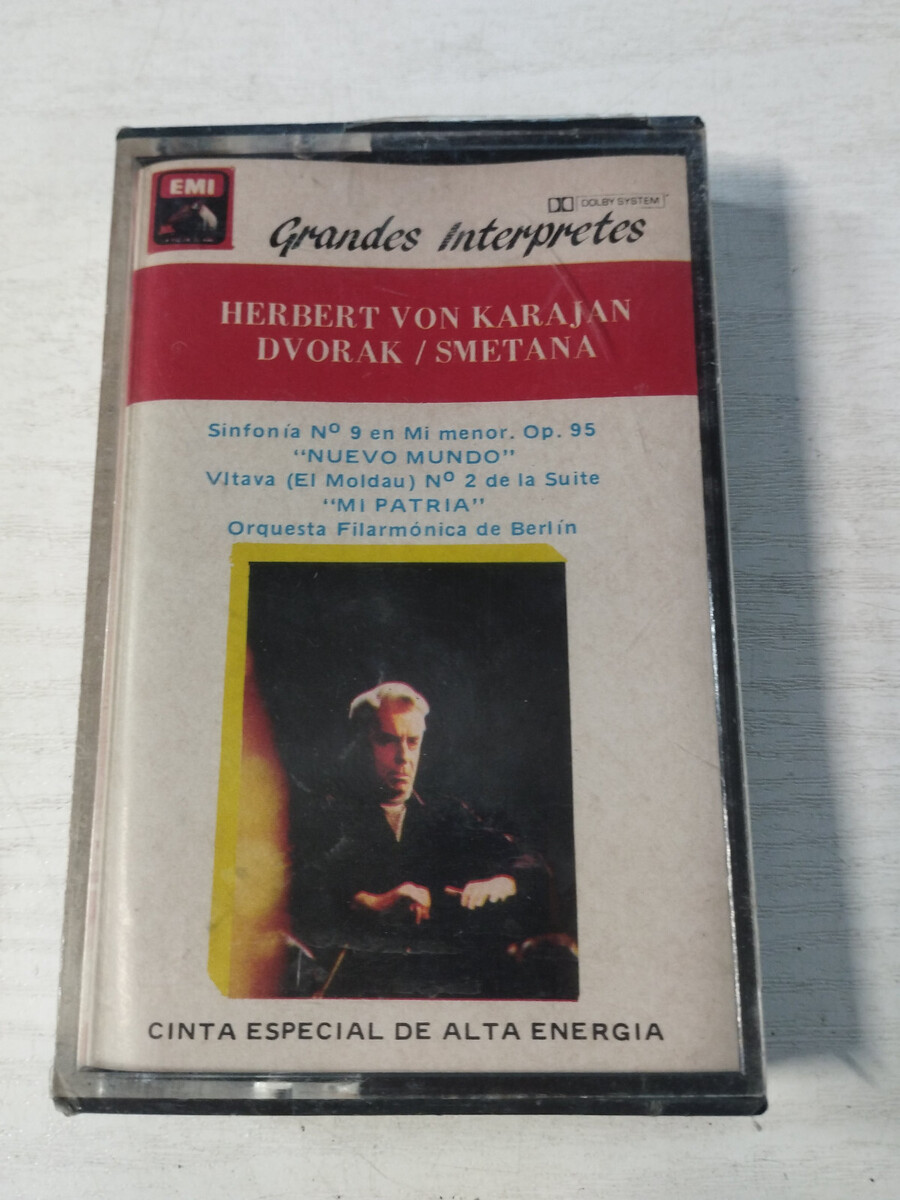 EMI
DOLBY SYSTEM
Grandes Interpretes
HERBERT VON KARAJAN
DVORAK / SMETANA
Sinfonía Nº 9 en Mi menor. Op. 95
"NUEVO MUNDO"
Vltava (El Moldau) Nº 2 de la Suite
"MI PATRIA"
Orquesta Filarmónica de Berlín
CINTA ESPECIAL DE ALTA ENERGIA